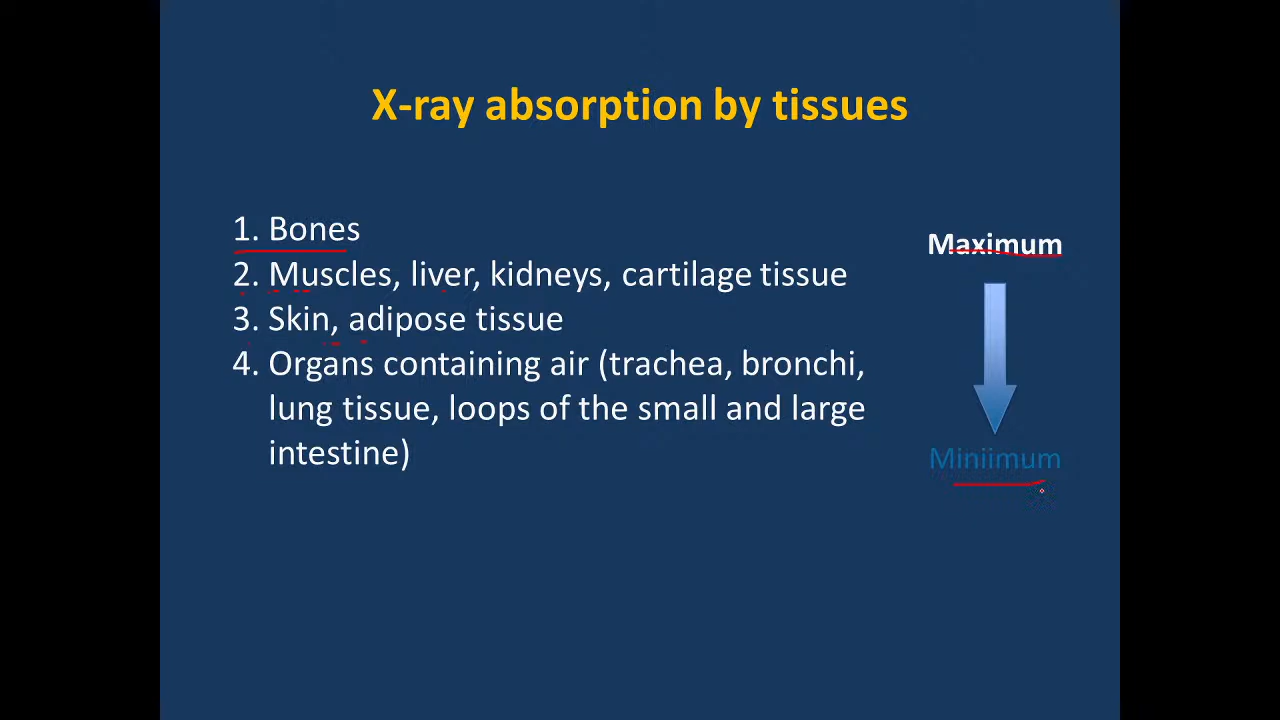 X-ray absorption by tissues
1. Bones
2. Muscles, liver, kidneys, cartilage tissue
3. Skin, adipose tissue
4. Organs containing air (trachea, bronchi,
lung tissue, loops of the small and large
intestine)
Maximum
Miniimum